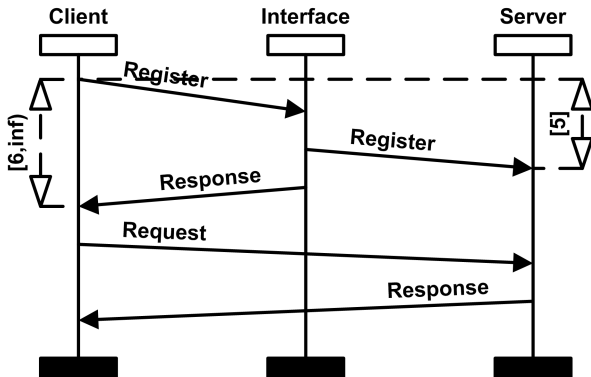 Client Interface Server
Register
[6,inf)
[5]
Register
Response
Request
Response